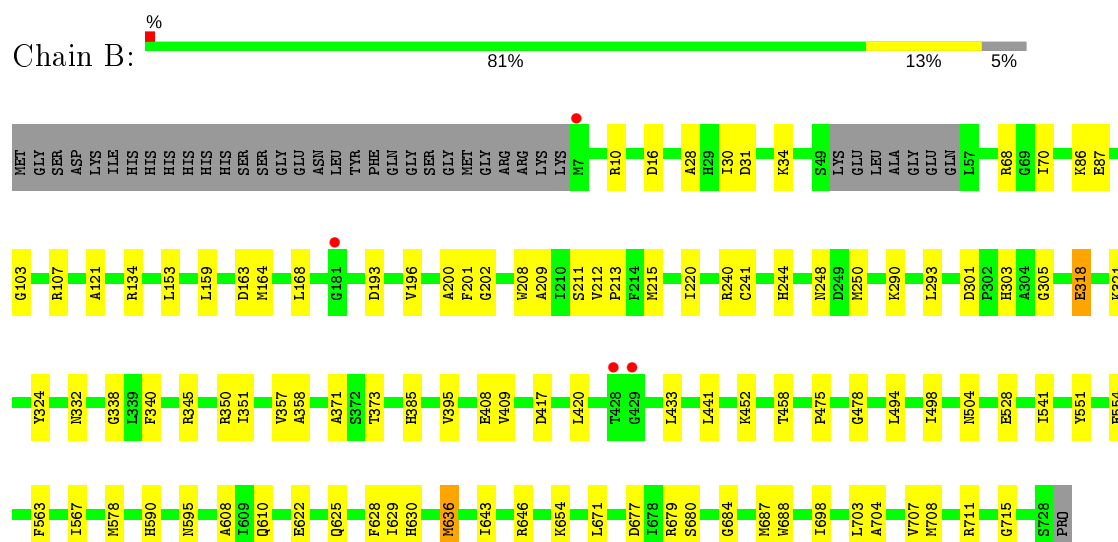 %
Chain B:
81% 13% 5%
MET GLY SER ASP LYS ILE HIS HIS HIS HIS HIS HIS SER SER GLY GLU ASN LEU TYR PHE GLN GLY SER GLY MET GLY ARG ARG LYS LYS M7 R10 D16 A28 H29 I30 D31 K34 S49 LYS GLU LEU ALA GLY GLU GLN L57 R68 G69 I70 K86 E87
G103 R107 A121 R134 L153 L159 D163 M164 L168 G181 D193 V196 A200 F201 G202 W208 A209 I210 S211 V212 P213 F214 M215 I220 R240 C241 H244 N248 D249 M250 K290 L293 D301 P302 H303 A304 G305 E318 K321
Y324 N332 G338 L339 F340 R345 R350 I351 V357 A358 A371 S372 T373 H385 V395 E408 V409 D417 L420 T428 G429 L433 L441 K452 T458 P475 G478 L494 I498 N504 E528 I541 Y551
F563 I567 M578 H590 N595 A608 I609 Q610 E622 Q625 F628 I629 H630 M636 I643 R646 K654 L671 D677 I678 R679 S680 G684 M687 W688 I698 L703 A704 V707 M708 R711 G715 S728 PRO